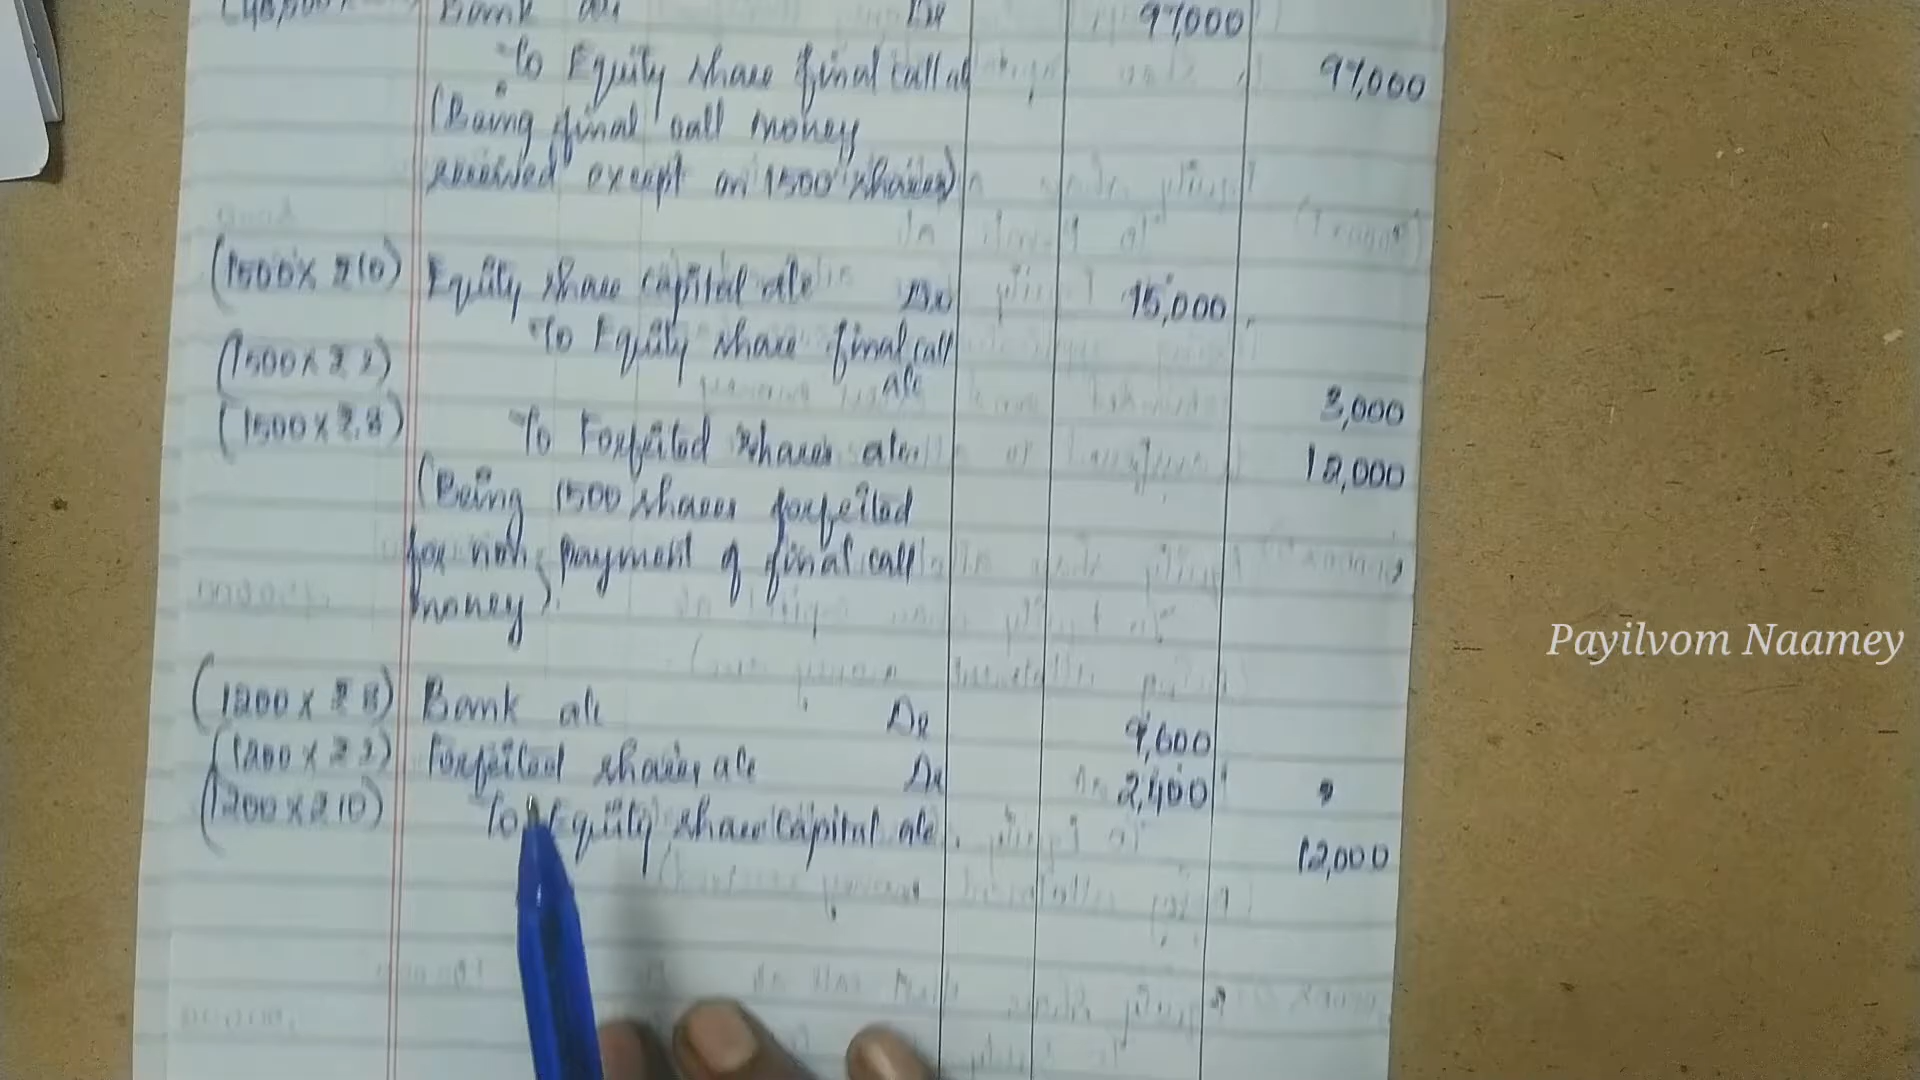 Bank a/c Dr 97,000
To Equity share final call a/c 97,000
(Being final call money
received except on 1500 shares)
(1500 x ₹10) Equity share capital a/c Dr 15,000
To Equity share final call
(1500 x ₹2) a/c 3,000
(1500 x ₹8) To Forfeited shares a/c 12,000
(Being 1500 shares forfeited
for non payment of final call
money).
(1200 x ₹8) Bank a/c Dr 9,600
(1200 x ₹2) Forfeited shares a/c Dr 2,400
(1200 x ₹10) To Equity share capital a/c 12,000
Payilvom Naamey